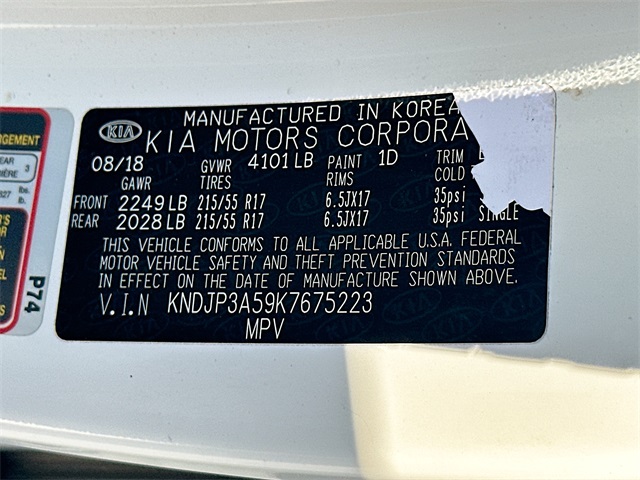 MANUFACTURED IN KOREA
KIA KIA MOTORS CORPORA
08/18 GVWR 4101 LB PAINT 1D TRIM
GAWR TIRES RIMS COLD
FRONT 2249 LB 215/55 R17 6.5JX17 35psi
REAR 2028 LB 215/55 R17 6.5JX17 35psi SINGLE
THIS VEHICLE CONFORMS TO ALL APPLICABLE U.S.A. FEDERAL
MOTOR VEHICLE SAFETY AND THEFT PREVENTION STANDARDS
IN EFFECT ON THE DATE OF MANUFACTURE SHOWN ABOVE.
V.I.N KNDJP3A59K7675223
MPV
3
lbs.
P74